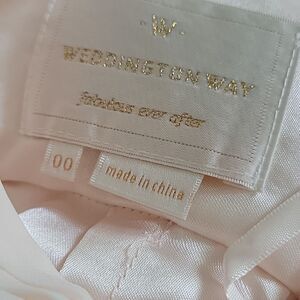 · W ·
WEDDINGTON WAY
fabulous ever after
00
made in china